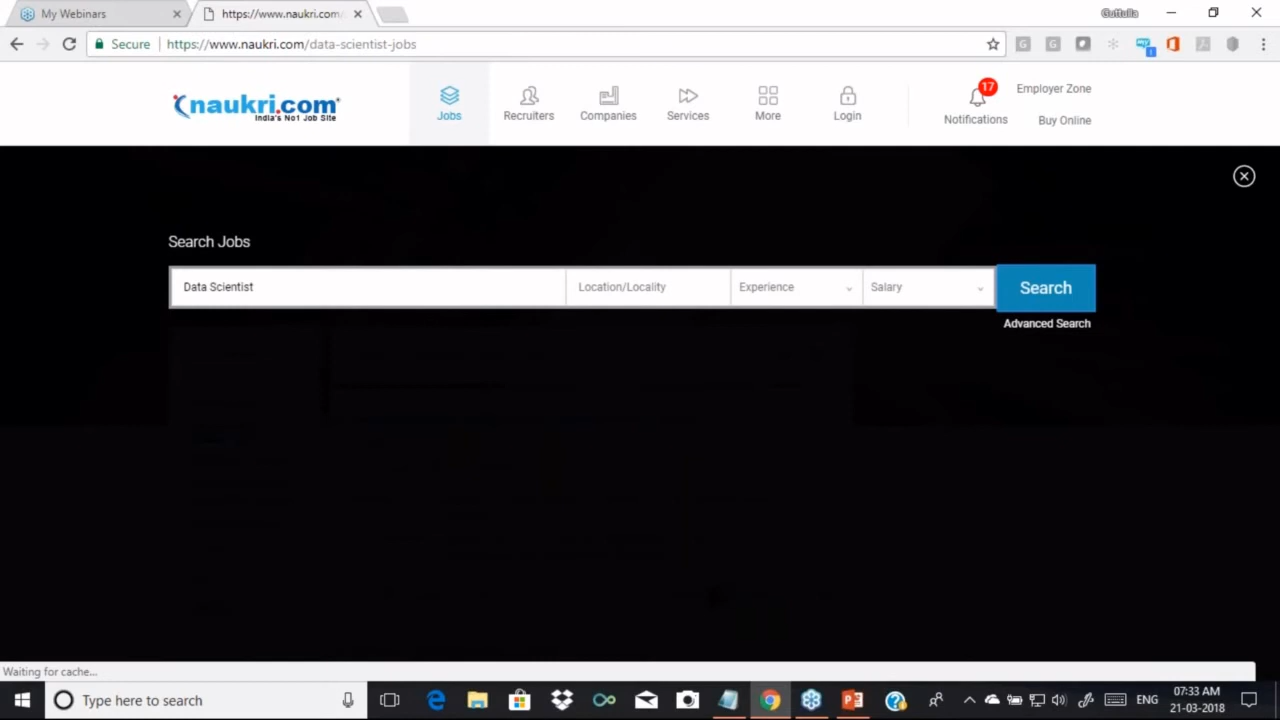 My Webinars
https://www.naukri.com/
Secure
https://www.naukri.com/data-scientist-jobs
naukri.com
India's No1 Job Site
Jobs
Recruiters
Companies
Services
More
Login
17
Notifications
Employer Zone
Buy Online
Search Jobs
Data Scientist
Location/Locality
Experience
Salary
Search
Advanced Search
Waiting for cache...
Type here to search
ENG
07:33 AM
21-03-2018